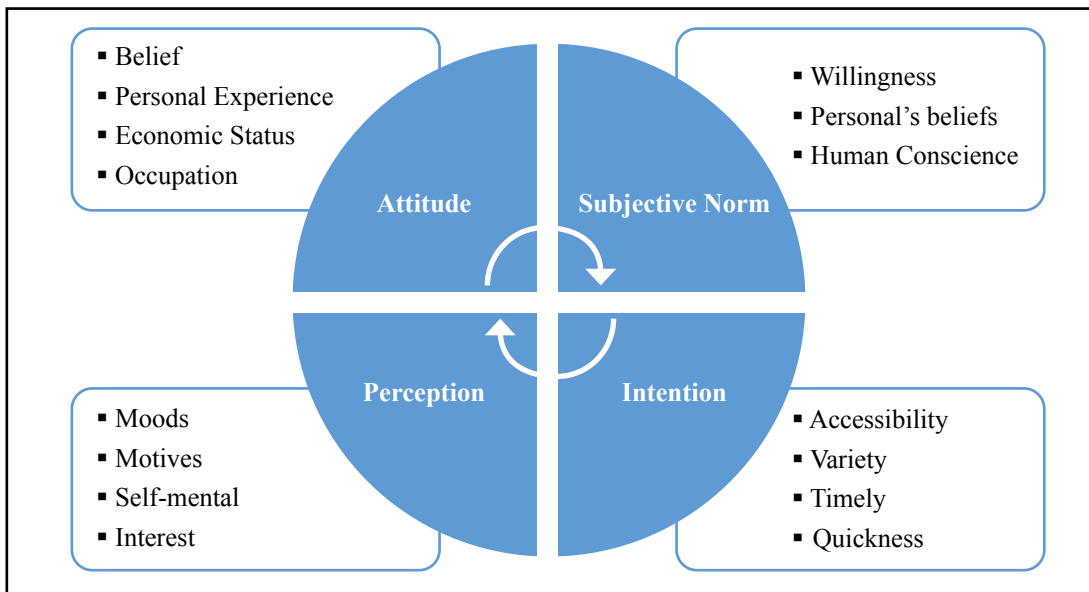 ▪ Belief
▪ Personal Experience
▪ Economic Status
▪ Occupation
Attitude
▪ Willingness
▪ Personal’s beliefs
▪ Human Conscience
Subjective Norm
Perception
▪ Moods
▪ Motives
▪ Self-mental
▪ Interest
Intention
▪ Accessibility
▪ Variety
▪ Timely
▪ Quickness